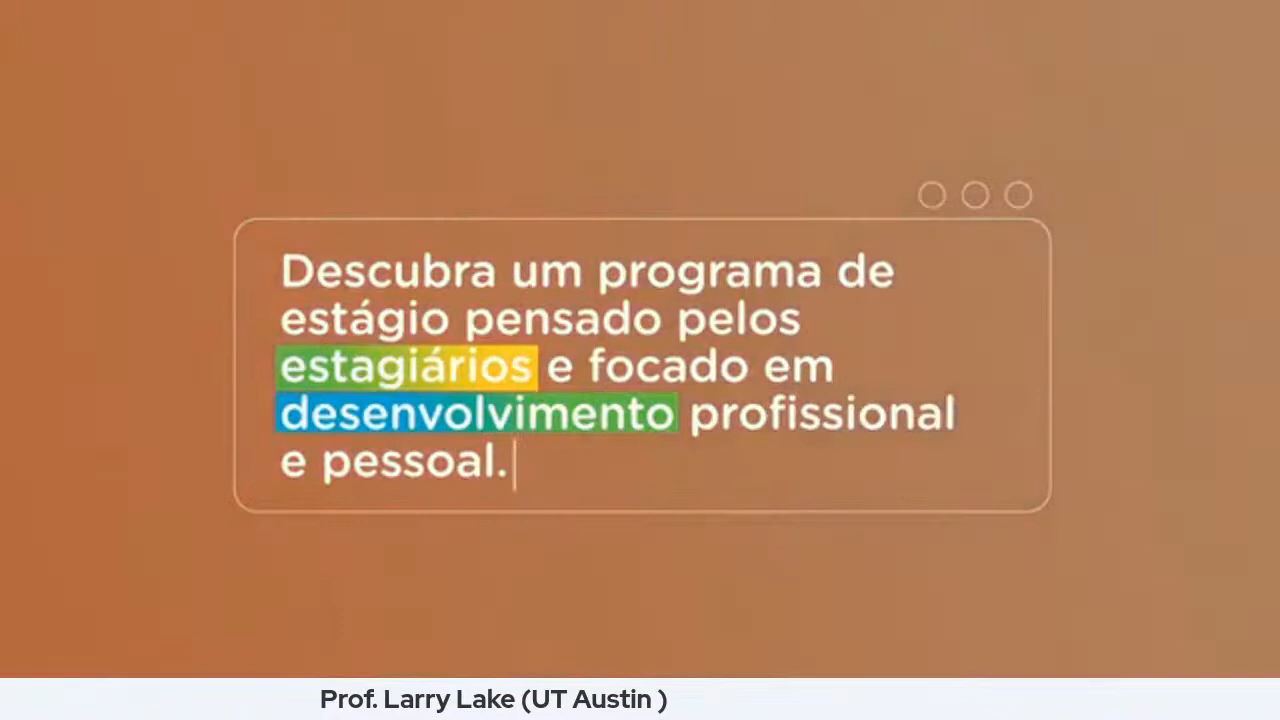 Descubra um programa de
estágio pensado pelos
estagiários e focado em
desenvolvimento profissional
e pessoal.
Prof. Larry Lake (UT Austin )